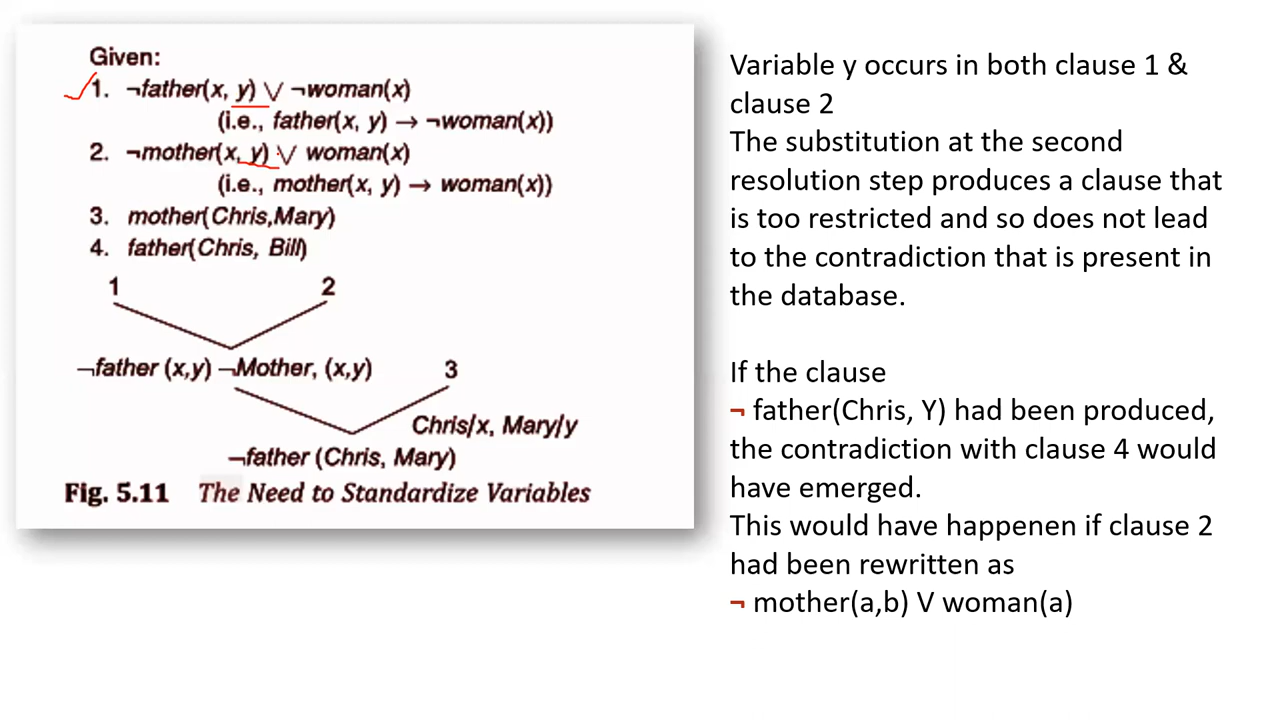 Given:
1. ¬father(x, y) ∨ ¬woman(x)
(i.e., father(x, y) → ¬woman(x))
2. ¬mother(x, y) ∨ woman(x)
(i.e., mother(x, y) → woman(x))
3. mother(Chris,Mary)
4. father(Chris, Bill)
1 2
¬father (x,y) ¬Mother, (x,y) 3
Chris/x, Mary/y
¬father (Chris, Mary)
Fig. 5.11 The Need to Standardize Variables
Variable y occurs in both clause 1 &
clause 2
The substitution at the second
resolution step produces a clause that
is too restricted and so does not lead
to the contradiction that is present in
the database.
If the clause
¬ father(Chris, Y) had been produced,
the contradiction with clause 4 would
have emerged.
This would have happenen if clause 2
had been rewritten as
¬ mother(a,b) V woman(a)